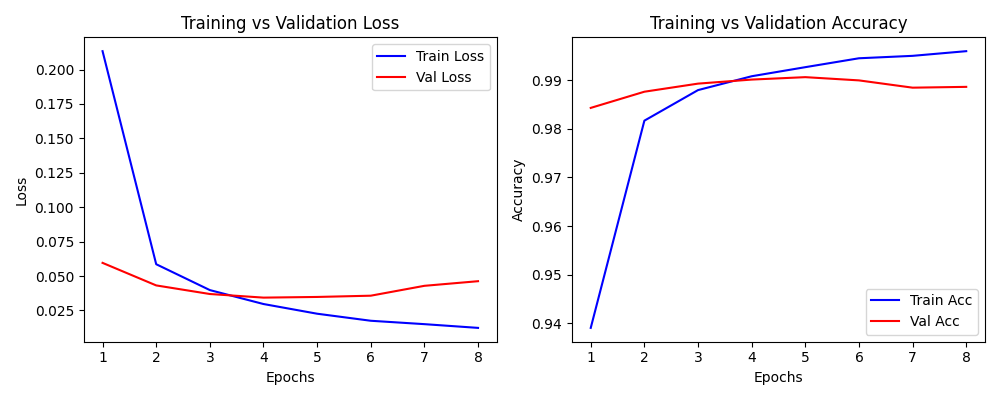 Training vs Validation Loss
Train Loss
Val Loss
0.200
0.175
0.150
0.125
0.100
0.075
0.050
0.025
Loss
1 2 3 4 5 6 7 8
Epochs
Training vs Validation Accuracy
0.99
0.98
0.97
0.96
0.95
0.94
Accuracy
Train Acc
Val Acc
1 2 3 4 5 6 7 8
Epochs